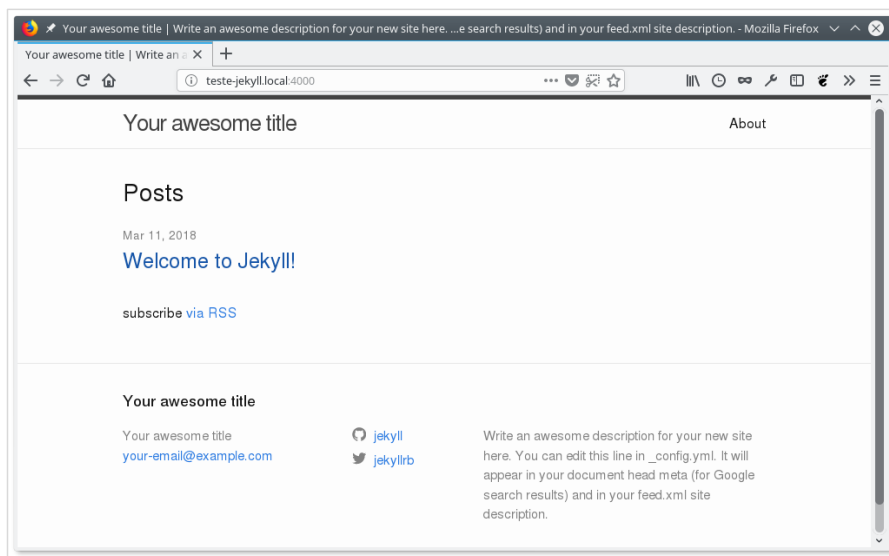 Your awesome title | Write an awesome description for your new site here. ...e search results) and in your feed.xml site description. - Mozilla Firefox
Your awesome title | Write an a
teste-jekyll.local:4000
Your awesome title
About
Posts
Mar 11, 2018
Welcome to Jekyll!
subscribe via RSS
Your awesome title
Your awesome title
your-email@example.com
jekyll
jekyllrb
Write an awesome description for your new site
here. You can edit this line in _config.yml. It will
appear in your document head meta (for Google
search results) and in your feed.xml site
description.